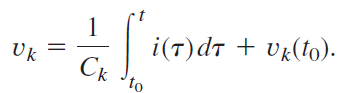 v_k = \frac{1}{C_k} \int_{t_0}^{t} i(\tau) d\tau + v_k(t_0).